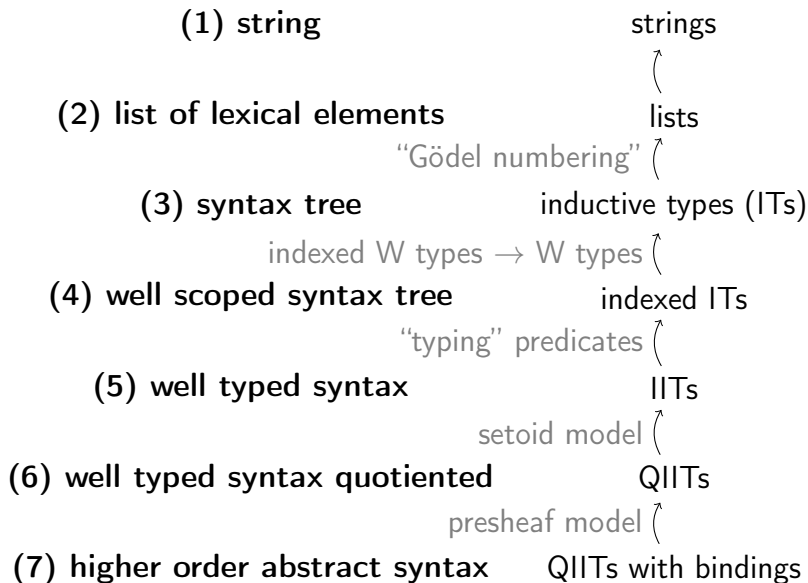 (1) string strings
(2) list of lexical elements lists
“Gödel numbering”
(3) syntax tree inductive types (ITs)
indexed W types → W types
(4) well scoped syntax tree indexed ITs
“typing” predicates
(5) well typed syntax IITs
setoid model
(6) well typed syntax quotiented QIITs
presheaf model
(7) higher order abstract syntax QIITs with bindings